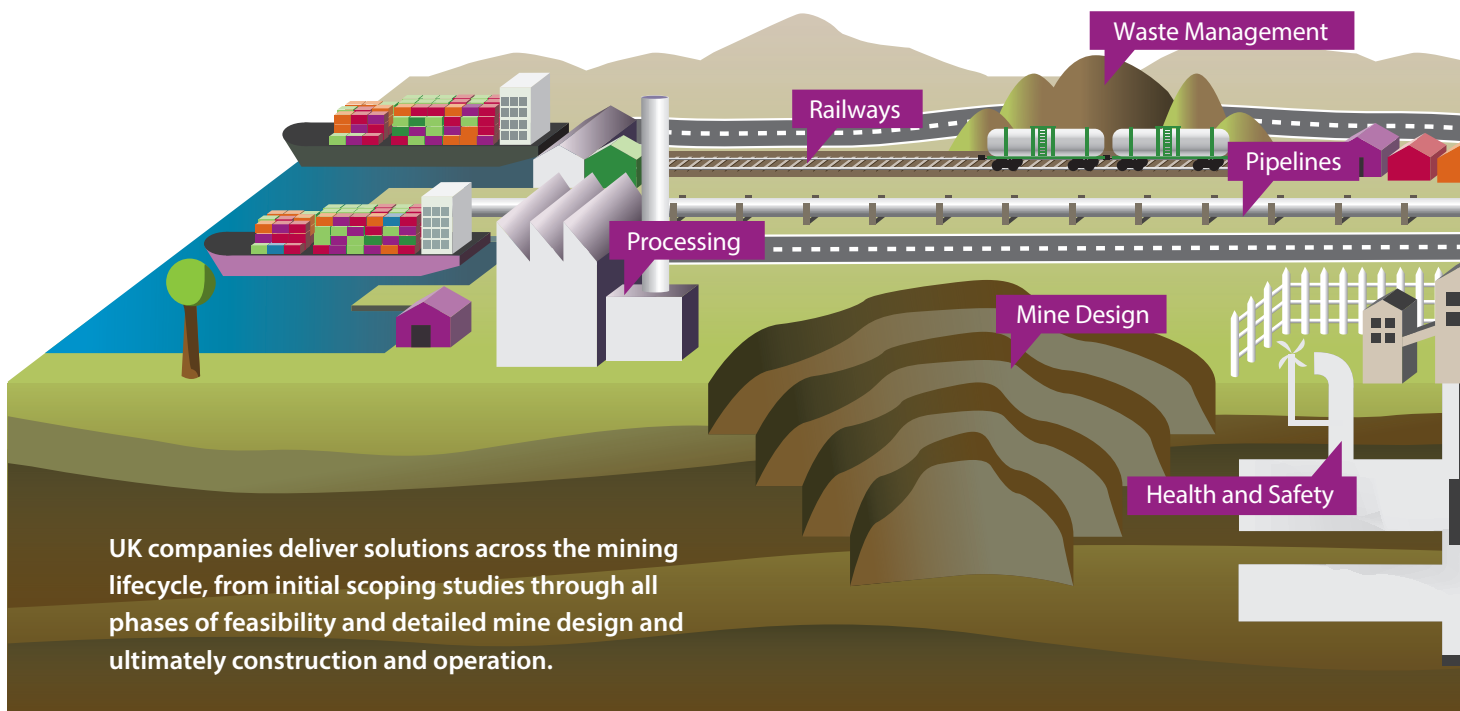 Waste Management
Railways
Pipelines
Processing
Mine Design
Health and Safety
UK companies deliver solutions across the mining
lifecycle, from initial scoping studies through all
phases of feasibility and detailed mine design and
ultimately construction and operation.